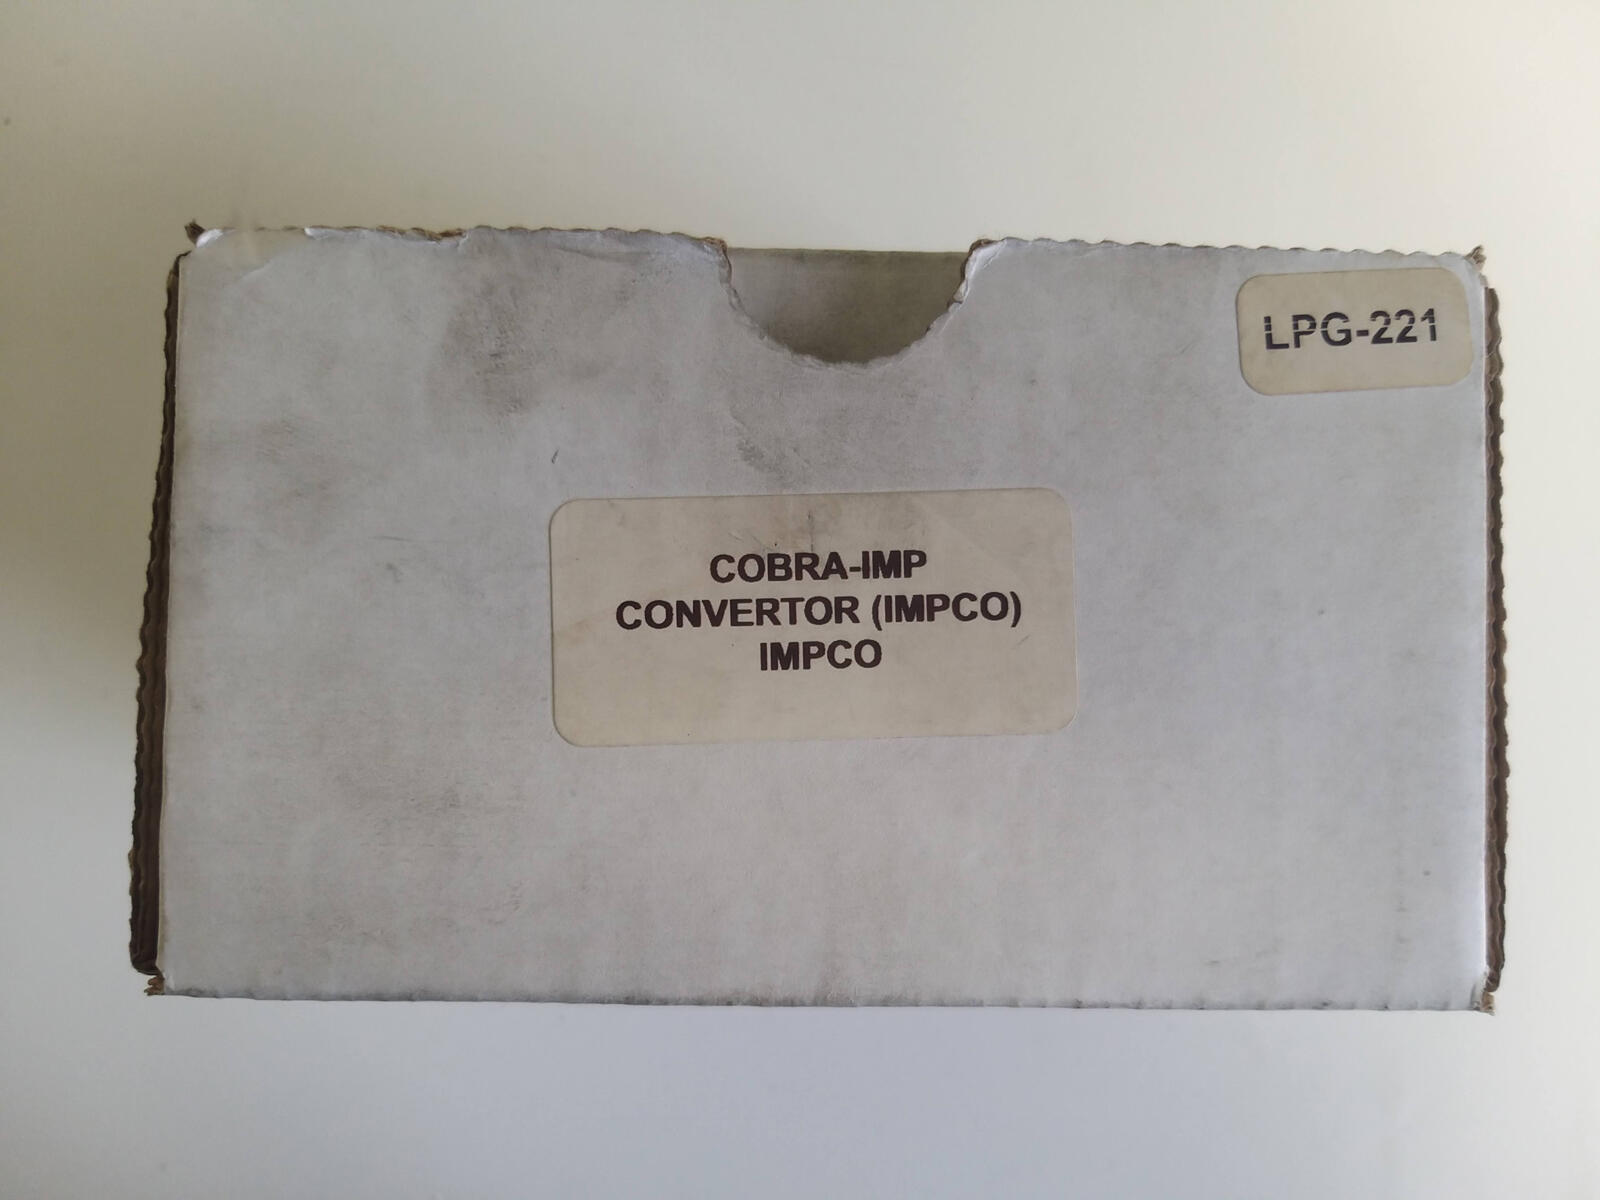 LPG-221
COBRA-IMP
CONVERTOR (IMPCO)
IMPCO